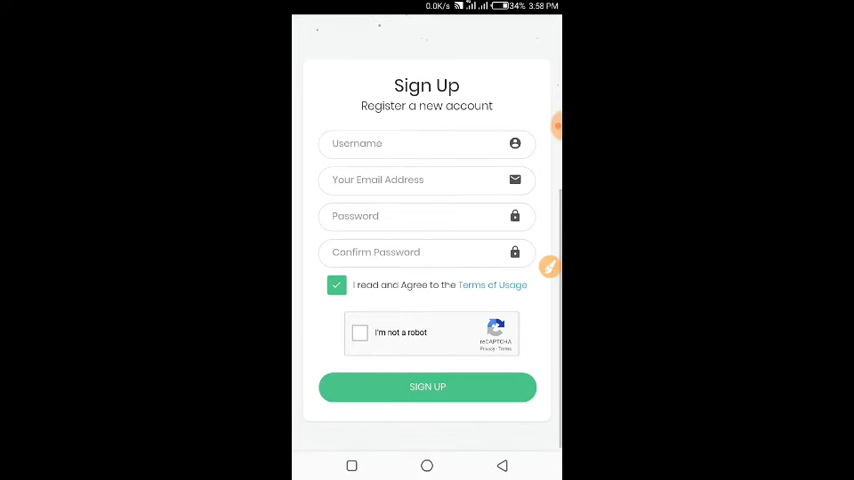 0.0K/s 34% 3:58 PM
Sign Up
Register a new account
Username
Your Email Address
Password
Confirm Password
I read and Agree to the Terms of Usage
I'm not a robot
reCAPTCHA
Privacy - Terms
SIGN UP